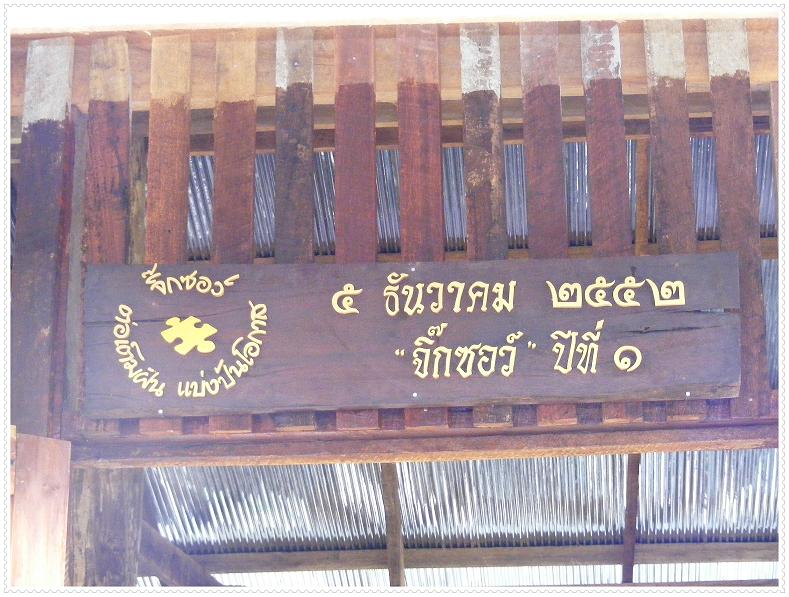 จิ๊กซอว์
ต่อเติมฝัน แบ่งปันโอกาส
๕ ธันวาคม ๒๕๕๒
“จิ๊กซอว์” ปีที่ ๑